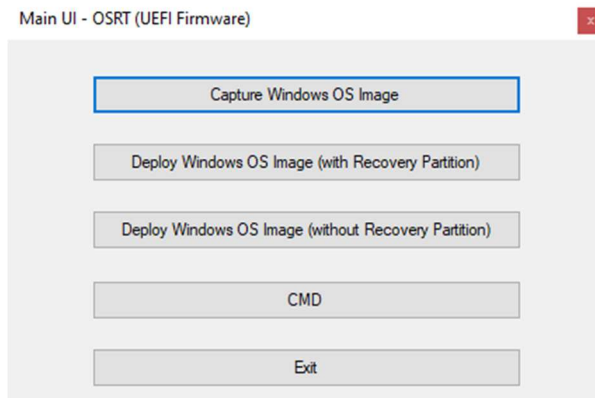 Main UI - OSRT (UEFI Firmware)
x
Capture Windows OS Image
Deploy Windows OS Image (with Recovery Partition)
Deploy Windows OS Image (without Recovery Partition)
CMD
Exit